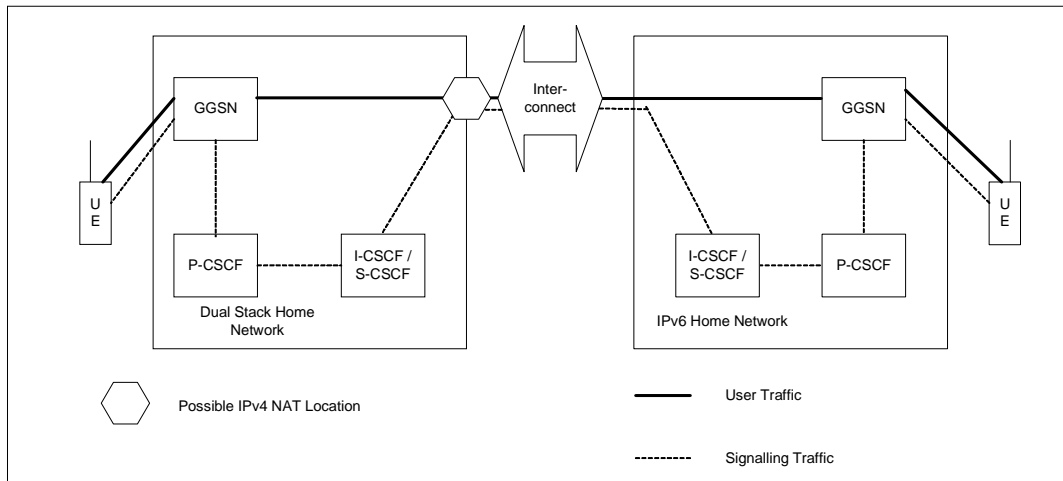 GGSN
Inter-
connect
GGSN
U
E
U
E
P-CSCF
I-CSCF /
S-CSCF
I-CSCF /
S-CSCF
P-CSCF
Dual Stack Home
Network
IPv6 Home Network
Possible IPv4 NAT Location
User Traffic
Signalling Traffic